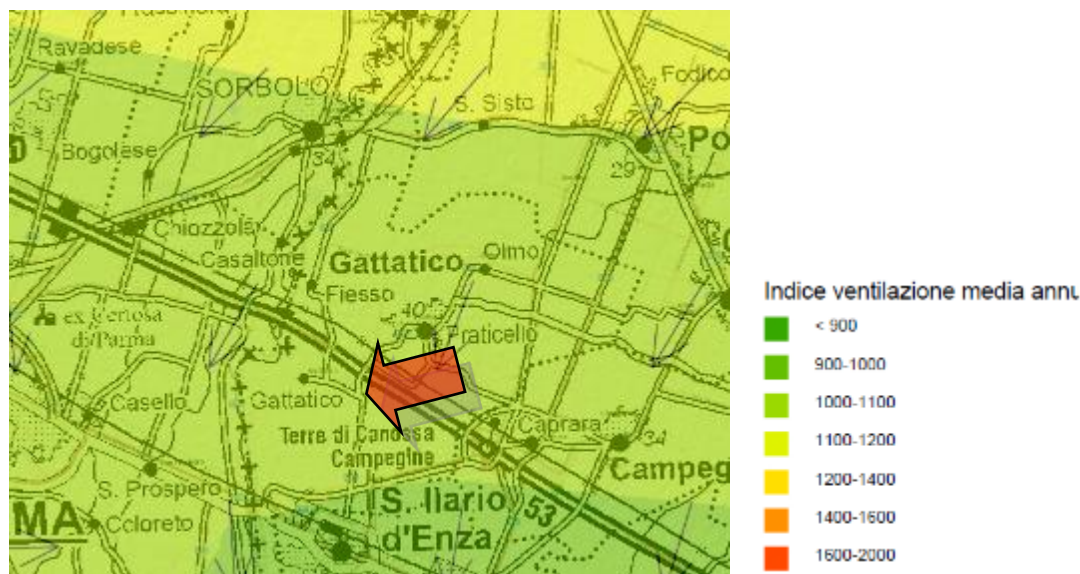 Ravadese
SORBOLO
Fodico
S. Sisto
Po
Bogolese
34
29
Chiozzola
Casaltone
Gattatico
Olmo
Fiesso
ex Certosa
di Parma
40
Praticello
Casello
Gattatico
Terre di Canossa
Campegine
Caprara
34
Campeg
S. Prospero
S. Ilario
d'Enza
53
MA
Coloreto
Indice ventilazione media annu
< 900
900-1000
1000-1100
1100-1200
1200-1400
1400-1600
1600-2000